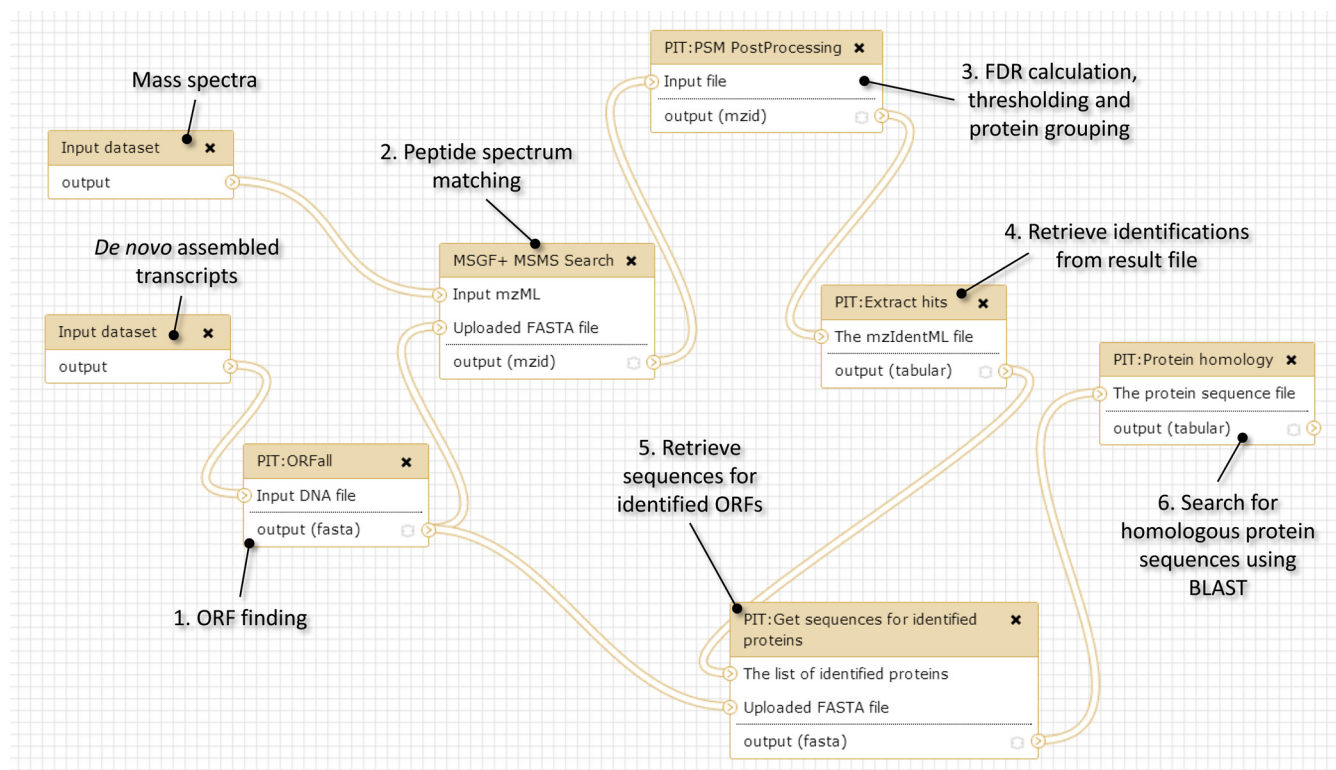 Mass spectra
Input dataset ✖
output
De novo assembled
transcripts
Input dataset ✖
output
1. ORF finding
PIT:ORFall ✖
Input DNA file
output (fasta)
2. Peptide spectrum
matching
MSGF+ MSMS Search ✖
Input mzML
Uploaded FASTA file
output (mzid)
PIT:PSM PostProcessing ✖
Input file
output (mzid)
3. FDR calculation,
thresholding and
protein grouping
4. Retrieve identifications
from result file
PIT:Extract hits ✖
The mzIdentML file
output (tabular)
5. Retrieve
sequences for
identified ORFs
PIT:Get sequences for identified ✖
proteins
The list of identified proteins
Uploaded FASTA file
output (fasta)
PIT:Protein homology ✖
The protein sequence file
output (tabular)
6. Search for
homologous protein
sequences using
BLAST